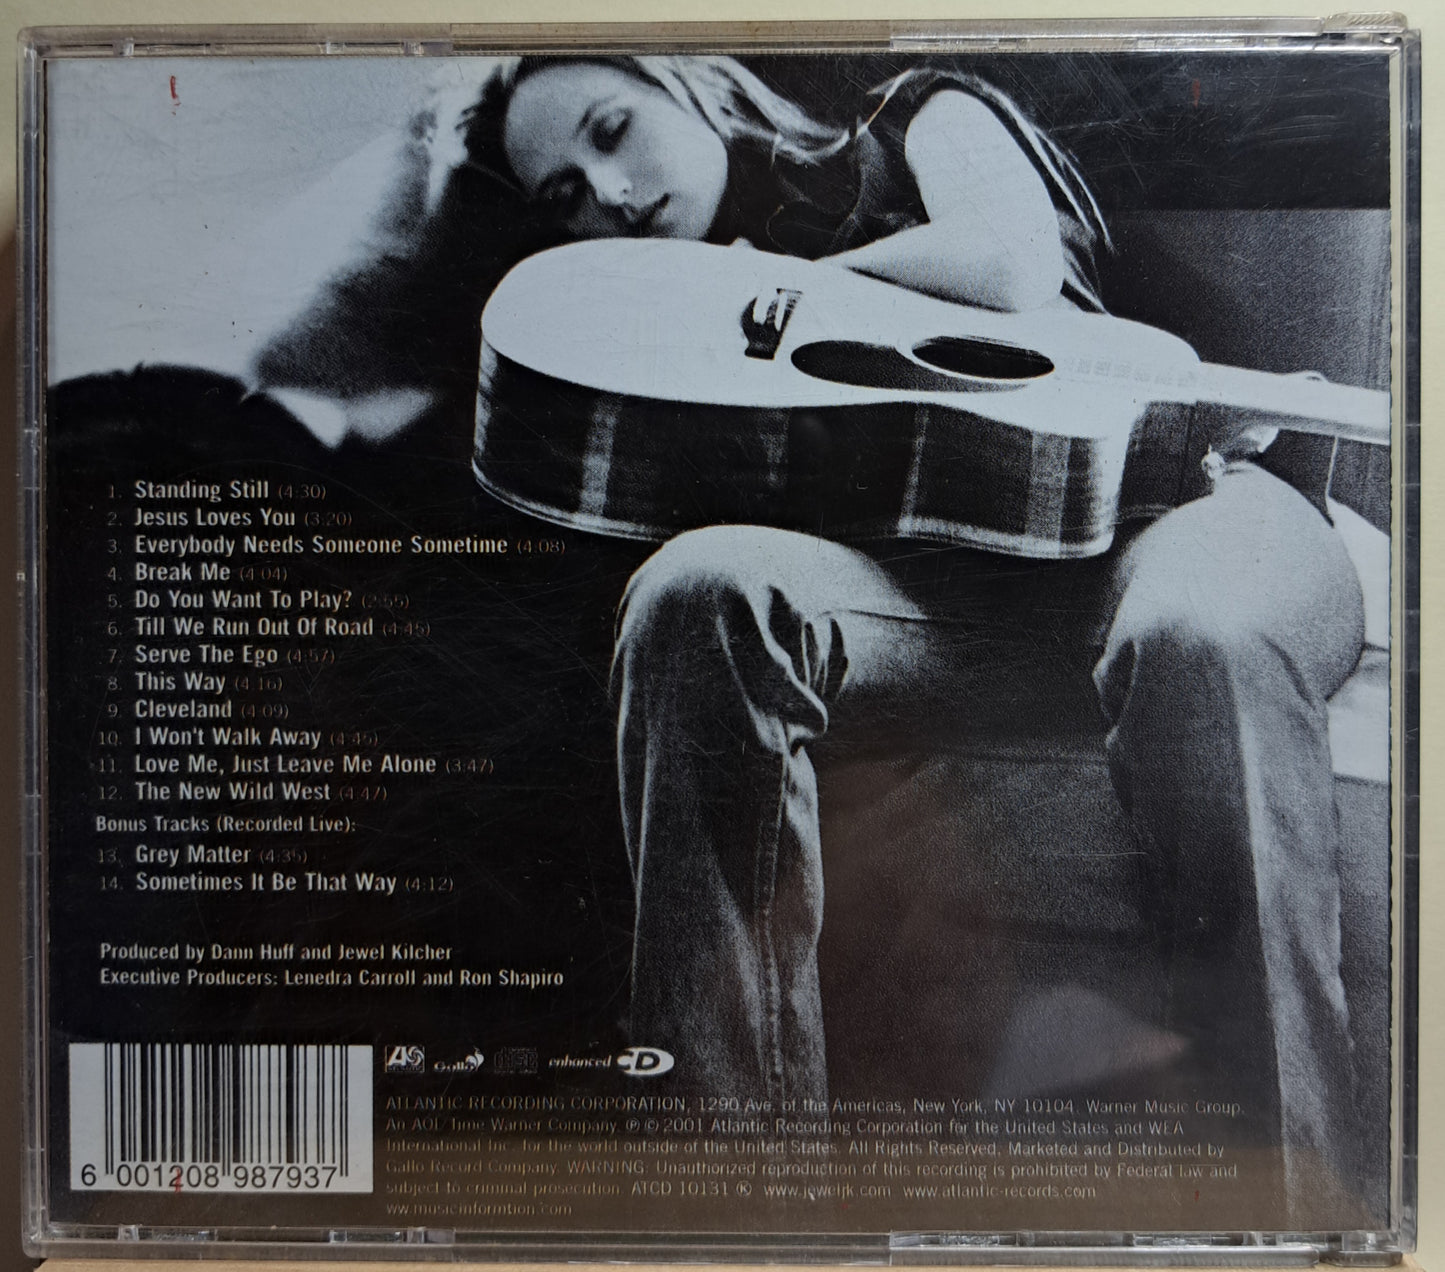 1. Standing Still (4:30)
2. Jesus Loves You (3:20)
3. Everybody Needs Someone Sometime (4:08)
4. Break Me (4:04)
5. Do You Want To Play? (2:55)
6. Till We Run Out Of Road (4:45)
7. Serve The Ego (4:57)
8. This Way (4:16)
9. Cleveland (4:09)
10. I Won't Walk Away (4:45)
11. Love Me, Just Leave Me Alone (3:47)
12. The New Wild West (4:47)
Bonus Tracks (Recorded Live):
13. Grey Matter (4:35)
14. Sometimes It Be That Way (4:12)
Produced by Dann Huff and Jewel Kilcher
Executive Producers: Lenedra Carroll and Ron Shapiro
Gallo enhanced CD
ATLANTIC RECORDING CORPORATION, 1290 Ave. of the Americas, New York, NY 10104. Warner Music Group.
An AOL/Time Warner Company. ℗ © 2001 Atlantic Recording Corporation for the United States and WEA
International Inc. for the world outside of the United States. All Rights Reserved. Marketed and Distributed by
Gallo Record Company. WARNING: Unauthorized reproduction of this recording is prohibited by Federal law and
subject to criminal prosecution. ATCD 10131 ® www.jeweljk.com www.atlantic-records.com
ww.musicinformtion.com
6 001208 987937